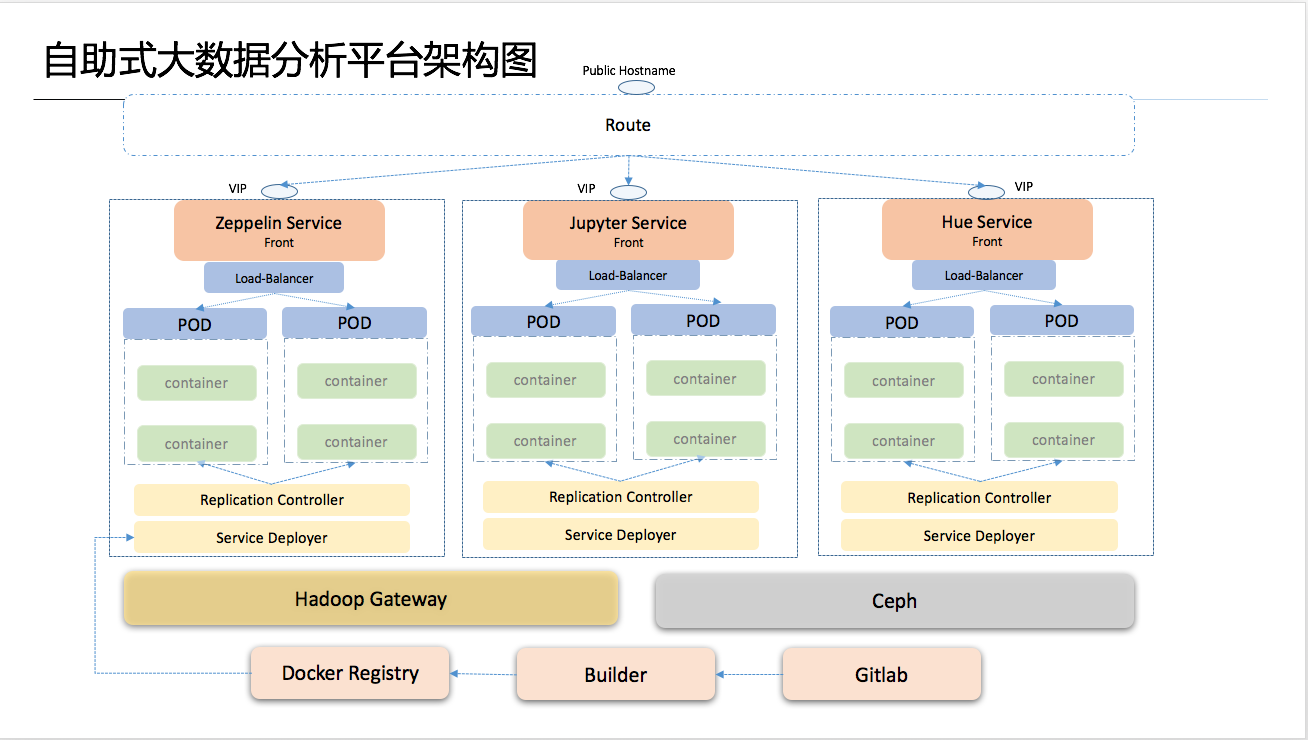 自助式大数据分析平台架构图
Public Hostname
Route
VIP
VIP
VIP
Zeppelin Service
Front
Load-Balancer
POD
POD
container
container
container
container
Replication Controller
Service Deployer
Jupyter Service
Front
Load-Balancer
POD
POD
container
container
container
container
Replication Controller
Service Deployer
Hue Service
Front
Load-Balancer
POD
POD
container
container
container
container
Replication Controller
Service Deployer
Hadoop Gateway
Ceph
Docker Registry
Builder
Gitlab